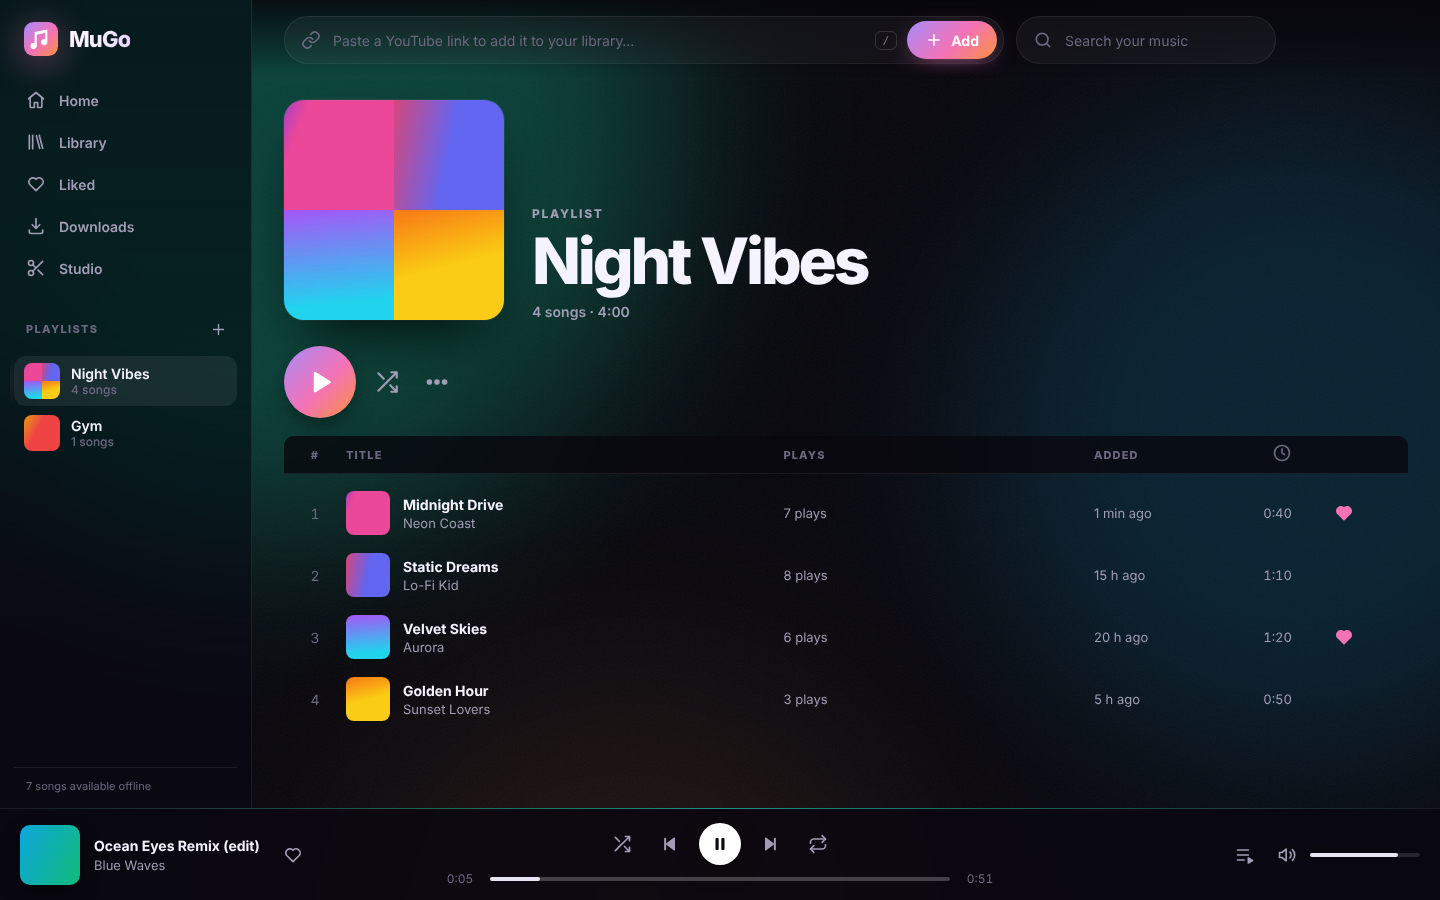 MuGo
Paste a YouTube link to add it to your library...
/
Add
Search your music
Home
Library
Liked
Downloads
Studio
PLAYLISTS
Night Vibes
4 songs
Gym
1 songs
7 songs available offline
PLAYLIST
Night Vibes
4 songs · 4:00
# TITLE PLAYS ADDED
1 Midnight Drive 7 plays 1 min ago 0:40
Neon Coast
2 Static Dreams 8 plays 15 h ago 1:10
Lo-Fi Kid
3 Velvet Skies 6 plays 20 h ago 1:20
Aurora
4 Golden Hour 3 plays 5 h ago 0:50
Sunset Lovers
Ocean Eyes Remix (edit)
Blue Waves
0:05 0:51